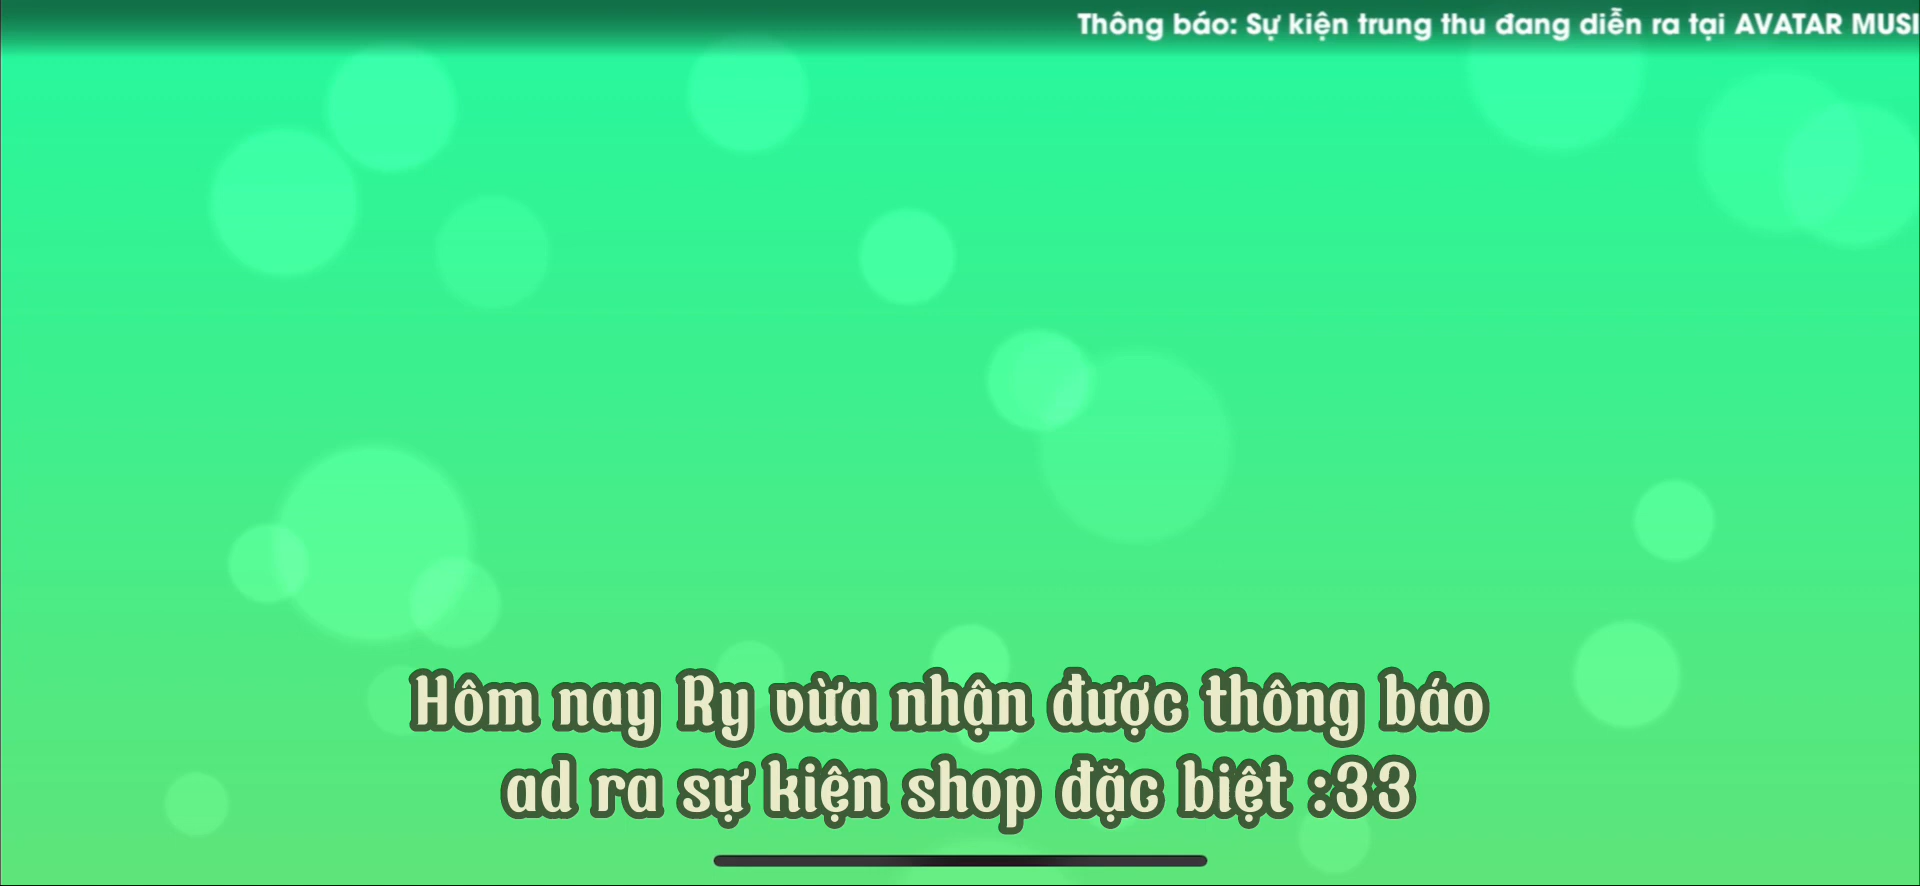 Thông báo: Sự kiện trung thu đang diễn ra tại AVATAR MUSI
Hôm nay Ry vừa nhận được thông báo
ad ra sự kiện shop đặc biệt :33